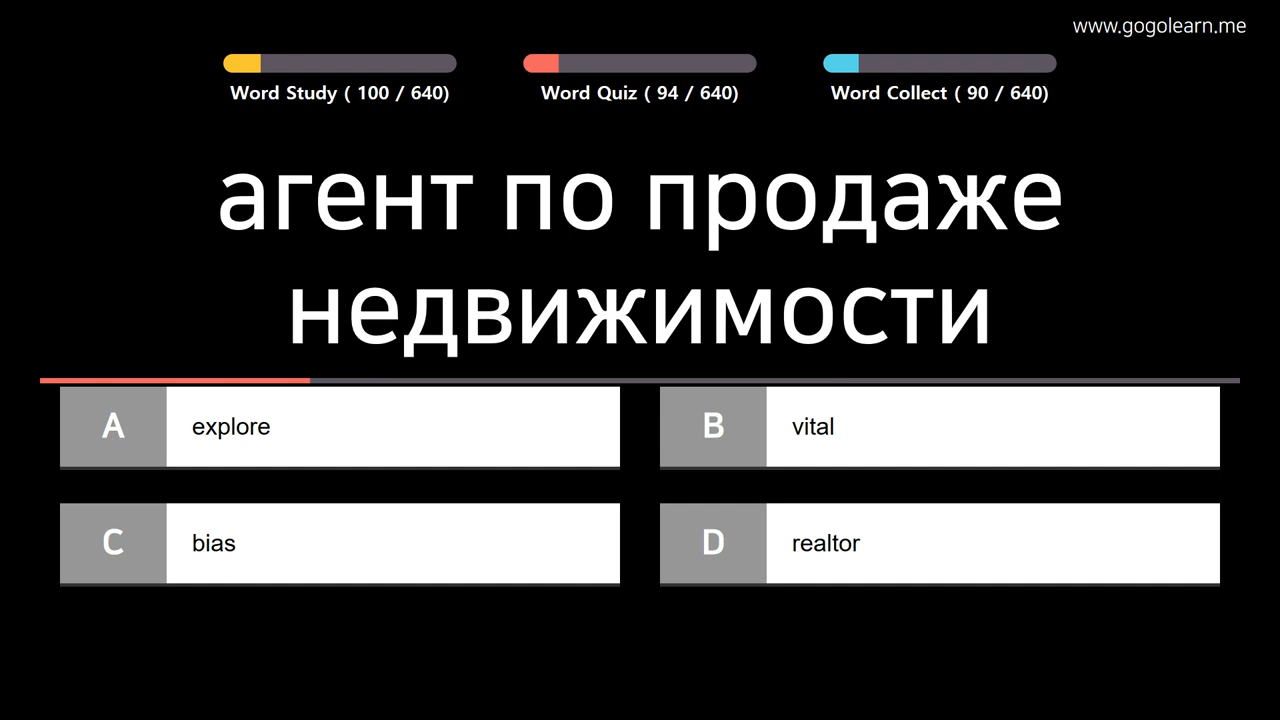 www.gogolearn.me
Word Study ( 100 / 640)
Word Quiz ( 94 / 640)
Word Collect ( 90 / 640)
агент по продаже
недвижимости
A
explore
B
vital
C
bias
D
realtor